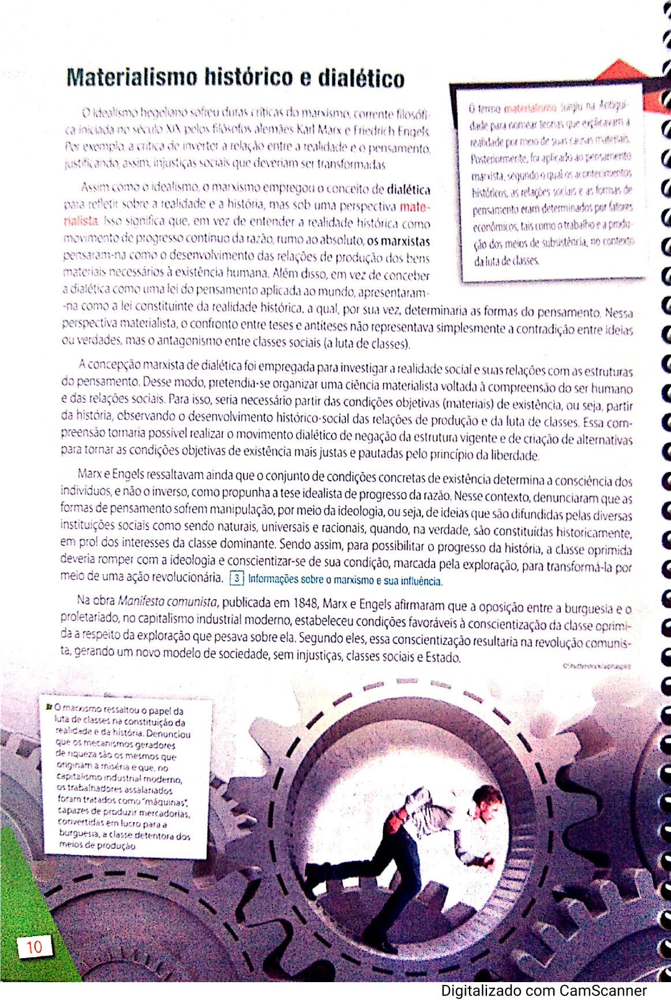 Materialismo histórico e dialético
O idealismo hegeliano sofreu duras críticas do marxismo, corrente filosófi-
ca iniciada no século XIX pelos filósofos alemães Karl Marx e Friedrich Engels.
Por exemplo, a crítica de inverter a relação entre a realidade e o pensamento,
justificando, assim, injustiças sociais que deveriam ser transformadas.
Assim como o idealismo, o marxismo empregou o conceito de dialética
para refletir sobre a realidade e a história, mas sob uma perspectiva mate-
rialista. Isso significa que, em vez de entender a realidade histórica como
movimento de progresso contínuo da razão, rumo ao absoluto, os marxistas
pensaram-na como o desenvolvimento das relações de produção dos bens
materiais necessários à existência humana. Além disso, em vez de conceber
a dialética como uma lei do pensamento aplicada ao mundo, apresentaram-
-na como a lei constituinte da realidade histórica, a qual, por sua vez, determinaria as formas do pensamento. Nessa
perspectiva materialista, o confronto entre teses e antíteses não representava simplesmente a contradição entre ideias
ou verdades, mas o antagonismo entre classes sociais (a luta de classes).
O termo materialismo surgiu na Antigui-
dade para nomear teorias que explicavam a
realidade por meio de suas causas materiais.
Posteriormente, foi aplicado ao pensamento
marxista, segundo o qual os acontecimentos
históricos, as relações sociais e as formas de
pensamento eram determinados por fatores
econômicos, tais como o trabalho e a produ-
ção dos meios de subsistência, no contexto
da luta de classes.
A concepção marxista de dialética foi empregada para investigar a realidade social e suas relações com as estruturas
do pensamento. Desse modo, pretendia-se organizar uma ciência materialista voltada à compreensão do ser humano
e das relações sociais. Para isso, seria necessário partir das condições objetivas (materiais) de existência, ou seja, partir
da história, observando o desenvolvimento histórico-social das relações de produção e da luta de classes. Essa com-
preensão tornaria possível realizar o movimento dialético de negação da estrutura vigente e de criação de alternativas
para tornar as condições objetivas de existência mais justas e pautadas pelo princípio da liberdade.
Marx e Engels ressaltavam ainda que o conjunto de condições concretas de existência determina a consciência dos
indivíduos, e não o inverso, como propunha a tese idealista de progresso da razão. Nesse contexto, denunciaram que as
formas de pensamento sofrem manipulação, por meio da ideologia, ou seja, de ideias que são difundidas pelas diversas
instituições sociais como sendo naturais, universais e racionais, quando, na verdade, são constituídas historicamente,
em prol dos interesses da classe dominante. Sendo assim, para possibilitar o progresso da história, a classe oprimida
deveria romper com a ideologia e conscientizar-se de sua condição, marcada pela exploração, para transformá-la por
meio de uma ação revolucionária. 3 Informações sobre o marxismo e sua influência.
Na obra Manifesto comunista, publicada em 1848, Marx e Engels afirmaram que a oposição entre a burguesia e o
proletariado, no capitalismo industrial moderno, estabeleceu condições favoráveis à conscientização da classe oprimi-
da a respeito da exploração que pesava sobre ela. Segundo eles, essa conscientização resultaria na revolução comunis-
ta, gerando um novo modelo de sociedade, sem injustiças, classes sociais e Estado.
O marxismo ressaltou o papel da
luta de classes na constituição da
realidade e da história. Denunciou
que os mecanismos geradores
de riqueza são os mesmos que
originam a miséria e que, no
capitalismo industrial moderno,
os trabalhadores assalariados
foram tratados como "máquinas",
capazes de produzir mercadorias,
convertidas em lucro para a
burguesia, a classe detentora dos
meios de produção.
10
Digitalizado com CamScanner